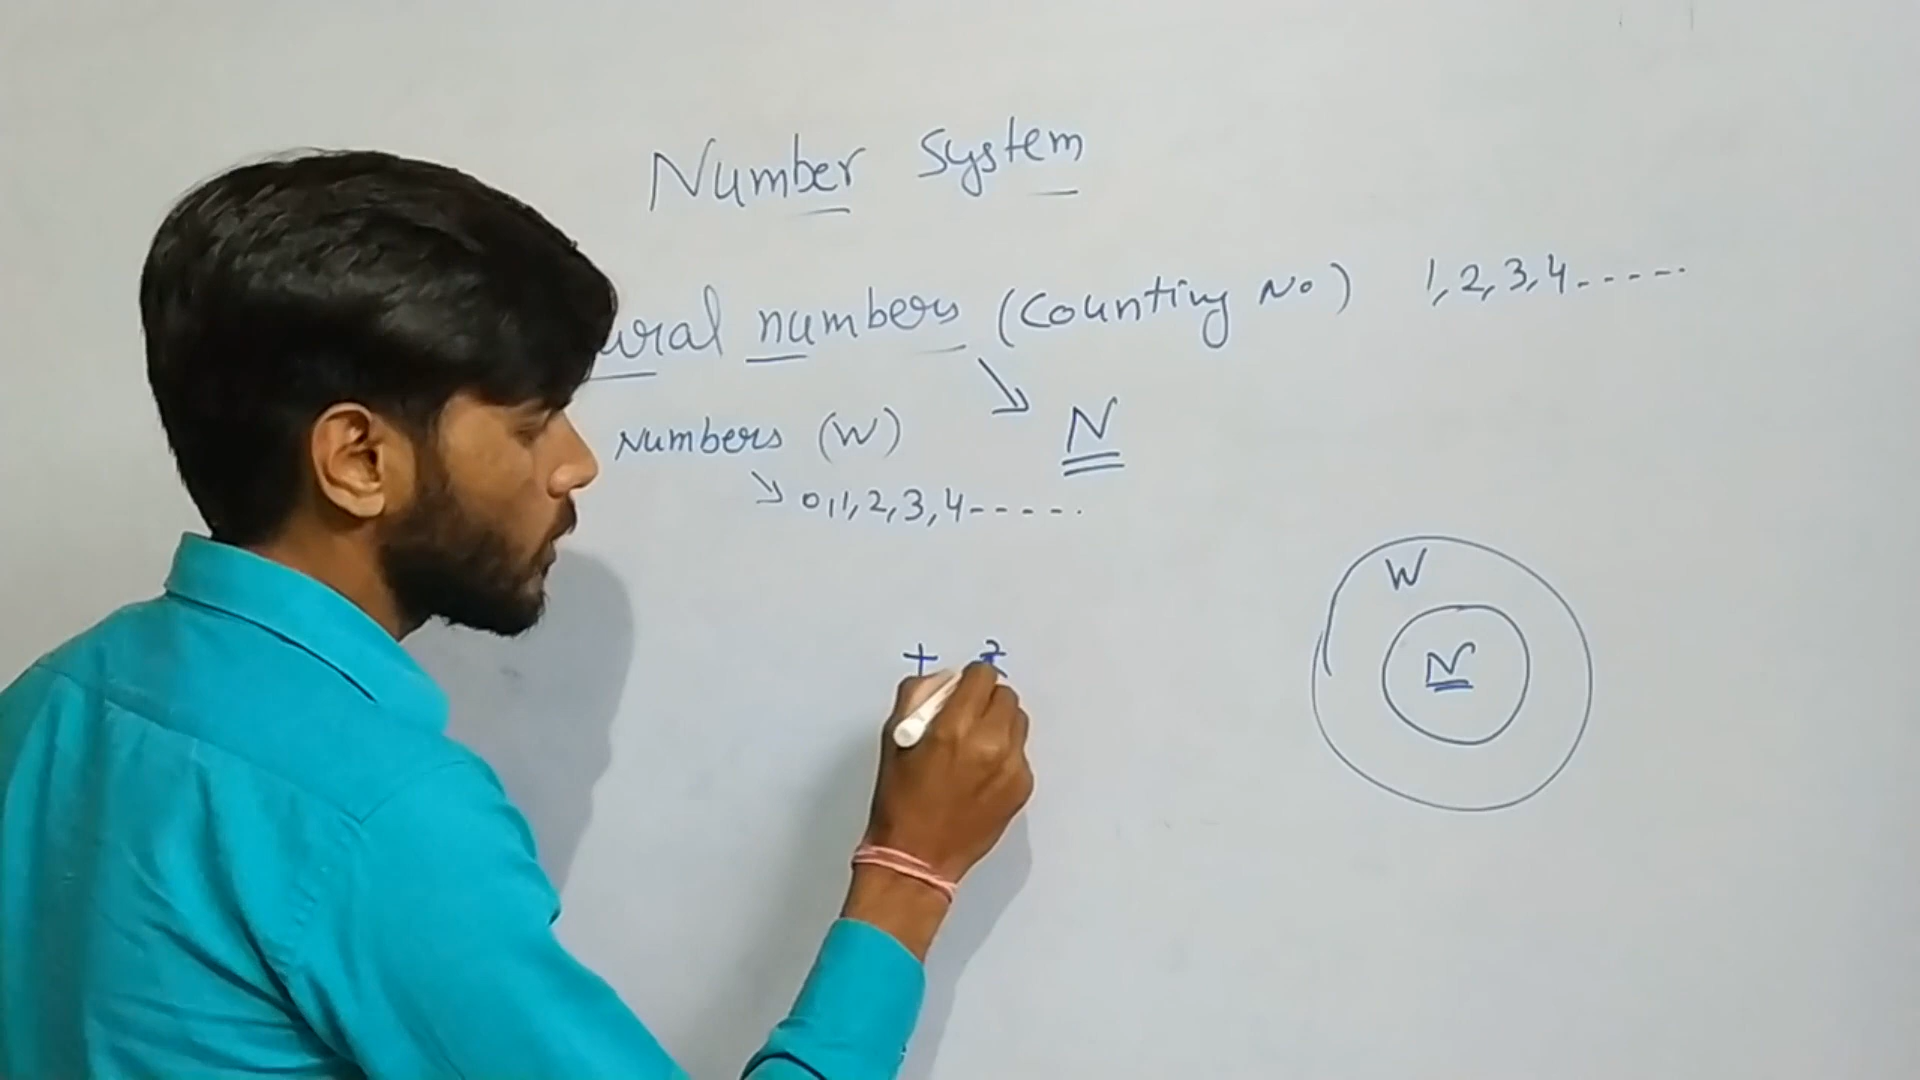 Number System
ural numbers (Counting No) 1, 2, 3, 4.....
Numbers (W)
N
↘ 0, 1, 2, 3, 4-----.
W
N
+